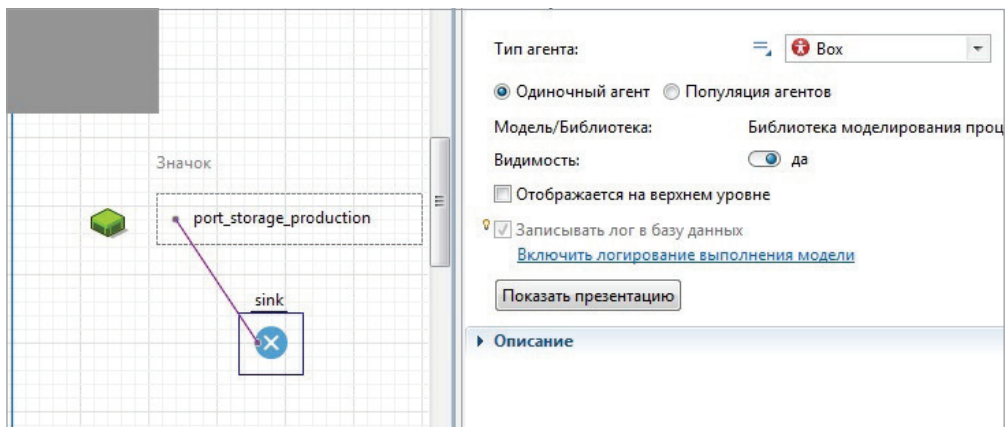 Значок
port_storage_production
sink
Тип агента:
Box
Одиночный агент
Популяция агентов
Модель/Библиотека:
Библиотека моделирования проц
Видимость:
да
Отображается на верхнем уровне
Записывать лог в базу данных
Включить логирование выполнения модели
Показать презентацию
Описание